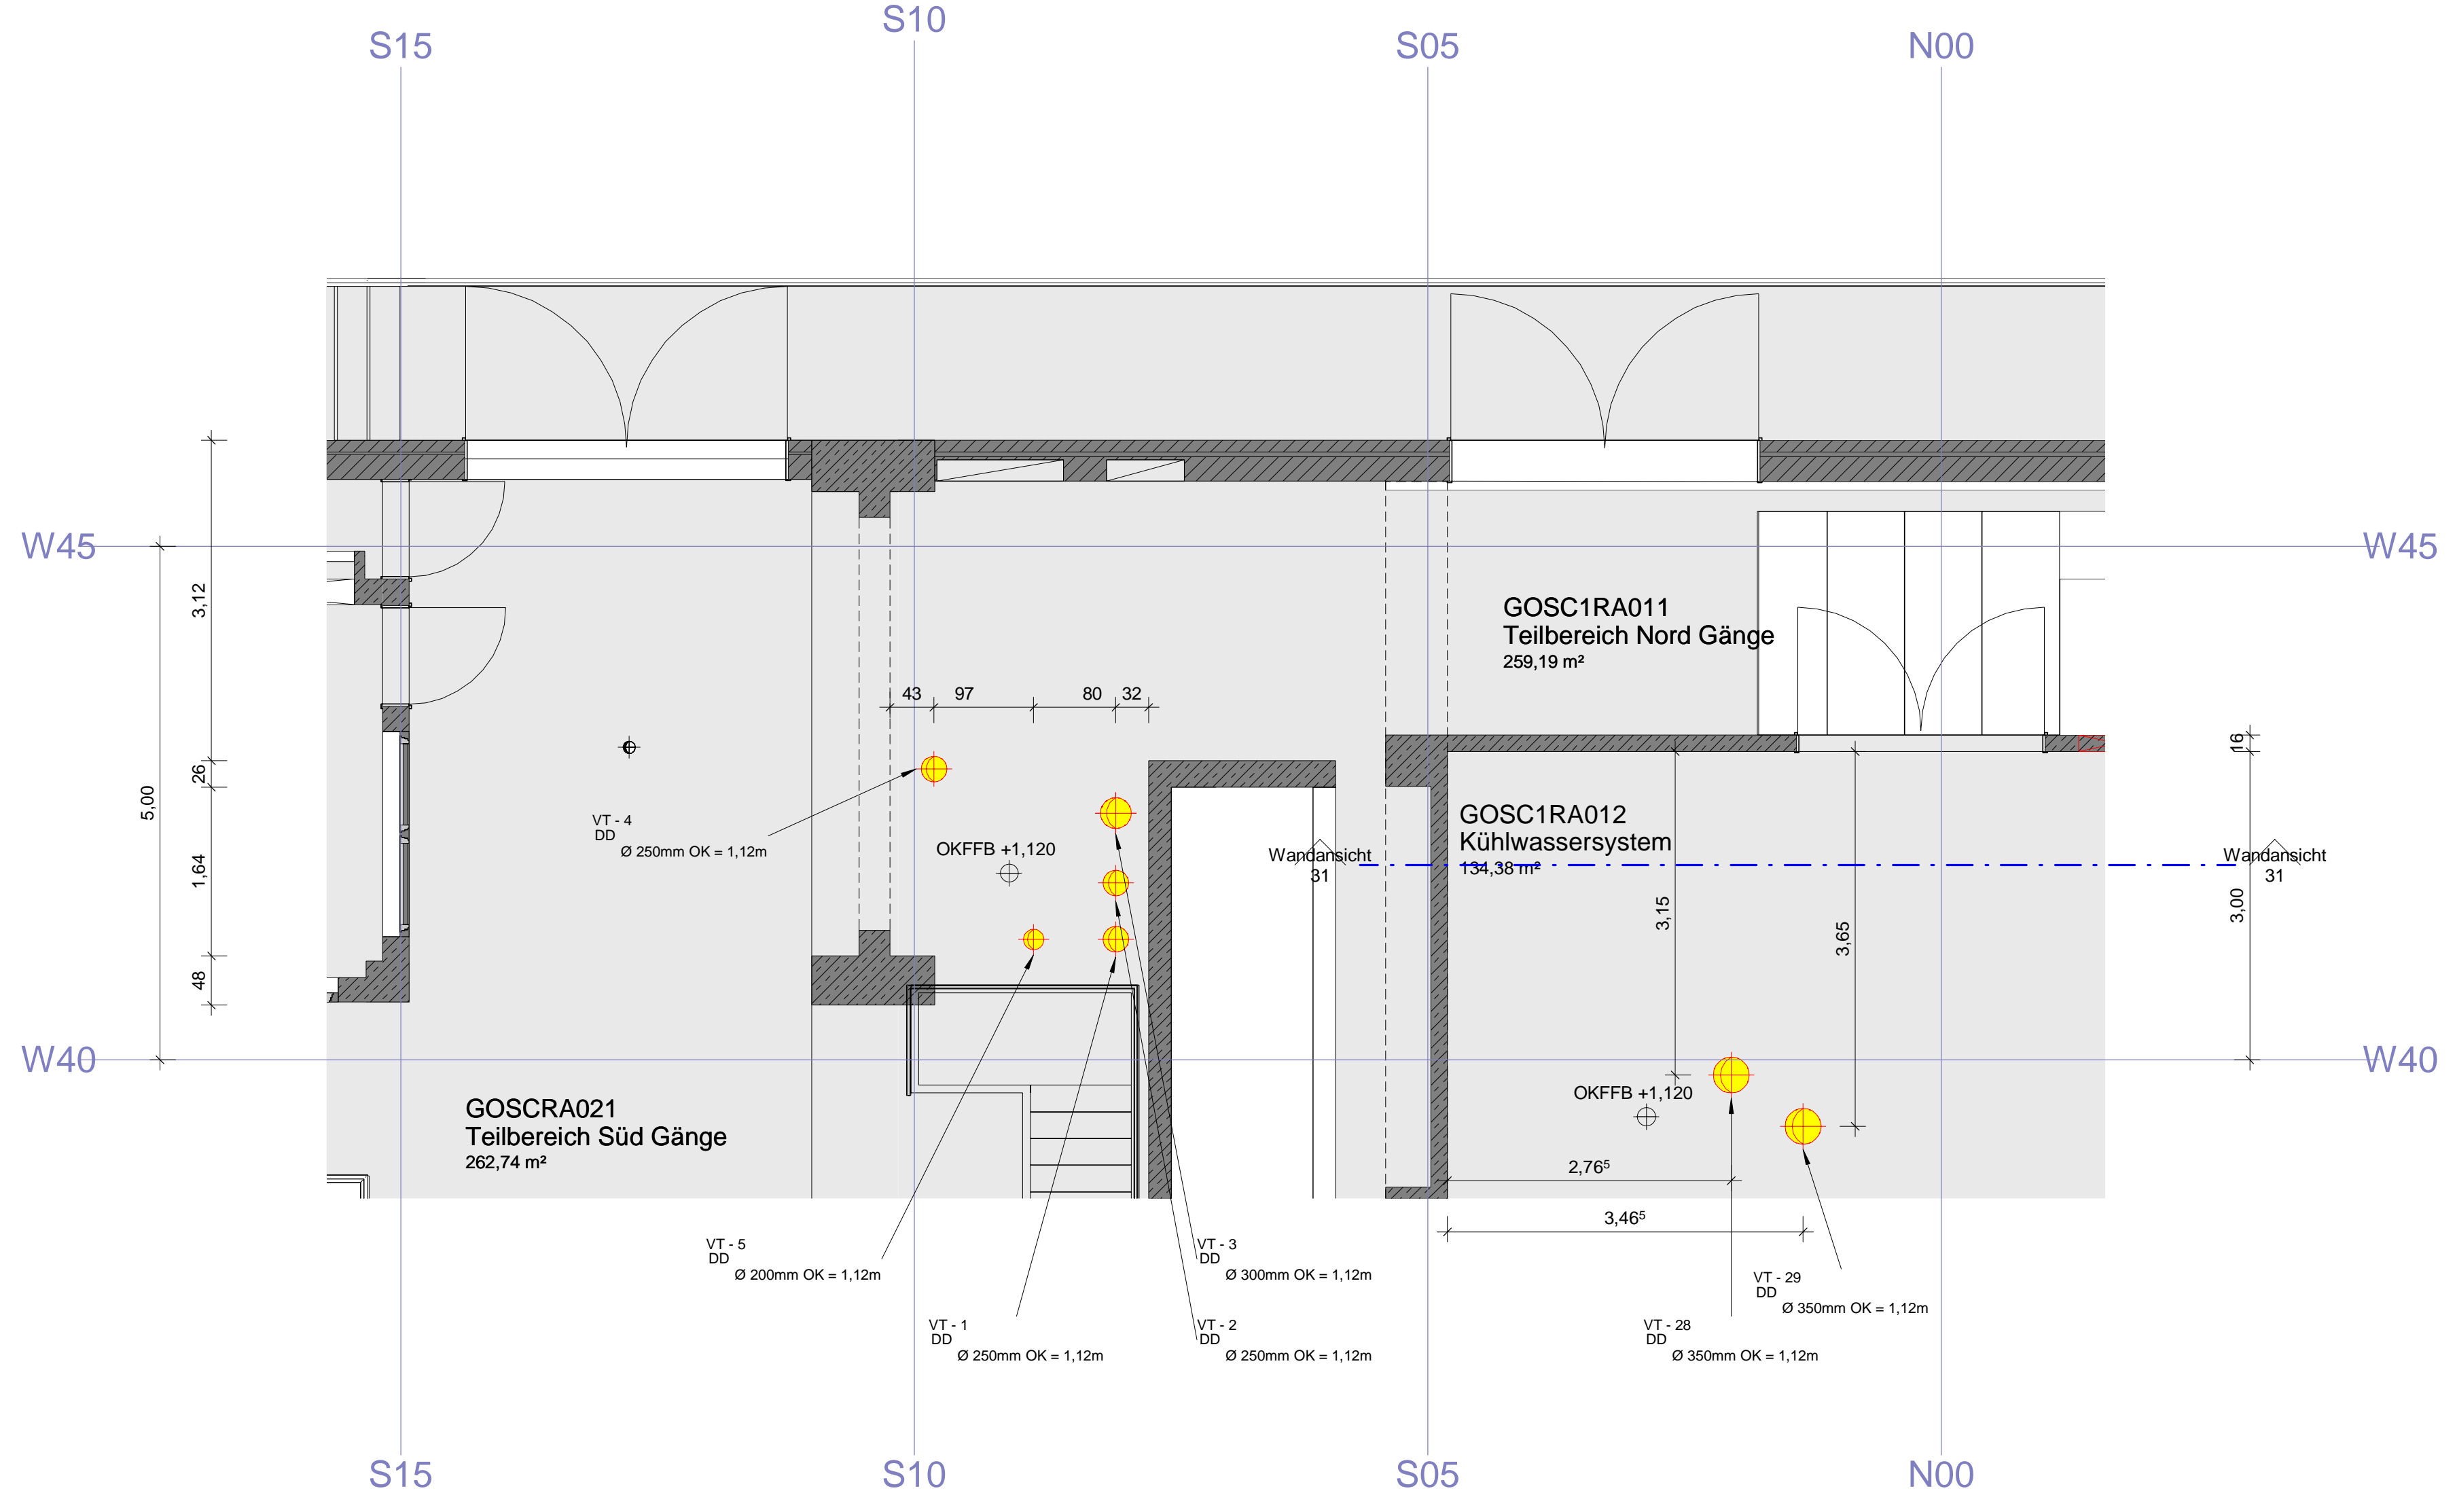 S10
S15
S05
N00
W45
W45
3,12
GOSC1RA011
Teilbereich Nord Gänge
259,19 m²
43
97
80
32
16
26
5,00
VT - 4
DD
Ø 250mm OK = 1,12m
OKFFB +1,120
GOSC1RA012
Kühlwassersystem
134,38 m²
Wandansicht
31
Wandansicht
31
1,64
3,15
3,65
3,00
48
W40
W40
OKFFB +1,120
GOSCRA021
Teilbereich Süd Gänge
262,74 m²
2,76⁵
3,46⁵
VT - 5
DD
Ø 200mm OK = 1,12m
VT - 3
DD
Ø 300mm OK = 1,12m
VT - 29
DD
Ø 350mm OK = 1,12m
VT - 1
DD
Ø 250mm OK = 1,12m
VT - 2
DD
Ø 250mm OK = 1,12m
VT - 28
DD
Ø 350mm OK = 1,12m
S15
S10
S05
N00